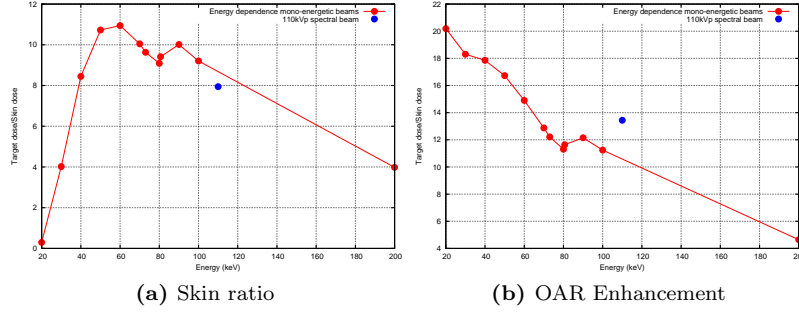 Energy dependence mono-energetic beams
110kVp spectral beam
Target dose/Skin dose
12
10
8
6
4
2
0
20 40 60 80 100 120 140 160 180 200
Energy (keV)
(a) Skin ratio
Energy dependence mono-energetic beams
110kVp spectral beam
Target dose/Skin dose
22
20
18
16
14
12
10
8
6
4
20 40 60 80 100 120 140 160 180 200
Energy (keV)
(b) OAR Enhancement